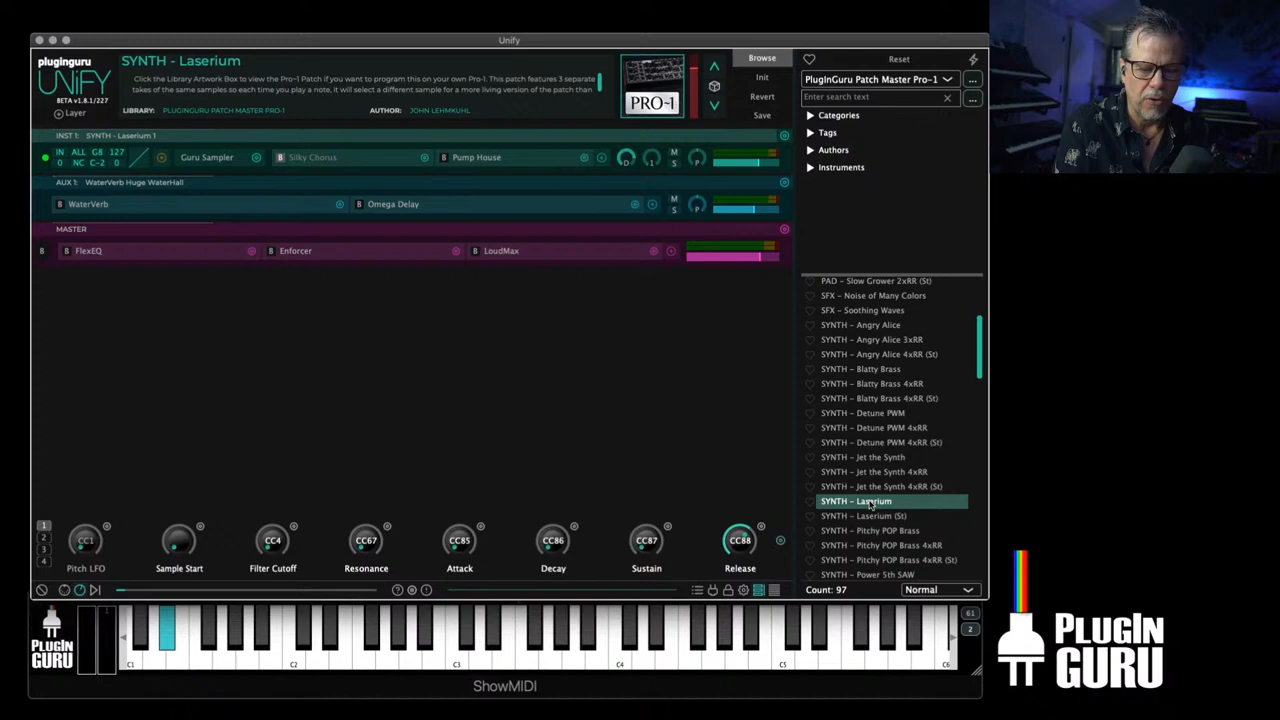 Unify
pluginguru
UNIFY
BETA v1.8.1/227
Layer
SYNTH - Laserium
Click the Library Artwork Box to view the Pro-1 Patch if you want to program this on your own Pro-1. This patch features 3 separate
takes of the same samples so each time you play a note, it will select a different sample for a more living version of the patch than
LIBRARY: PLUGINGURU PATCH MASTER PRO-1 AUTHOR: JOHN LEHMKUHL
PRO-1
Browse
Init
Revert
Save
Reset
PluginGuru Patch Master Pro-1
...
Enter search text
...
Categories
Tags
Authors
Instruments
INST 1: SYNTH - Laserium 1
IN ALL G8 127
0 NC C-2 0
Guru Sampler
B Silky Chorus
B Pump House
D
1
M
S
P
AUX 1: WaterVerb Huge WaterHall
B WaterVerb
B Omega Delay
M
S
P
MASTER
B
B FlexEQ
B Enforcer
B LoudMax
PAD - Slow Grower 2xRR (St)
SFX - Noise of Many Colors
SFX - Soothing Waves
SYNTH - Angry Alice
SYNTH - Angry Alice 3xRR
SYNTH - Angry Alice 4xRR (St)
SYNTH - Blatty Brass
SYNTH - Blatty Brass 4xRR
SYNTH - Blatty Brass 4xRR (St)
SYNTH - Detune PWM
SYNTH - Detune PWM 4xRR
SYNTH - Detune PWM 4xRR (St)
SYNTH - Jet the Synth
SYNTH - Jet the Synth 4xRR
SYNTH - Jet the Synth 4xRR (St)
SYNTH - Laserium
SYNTH - Laserium (St)
SYNTH - Pitchy POP Brass
SYNTH - Pitchy POP Brass 4xRR
SYNTH - Pitchy POP Brass 4xRR (St)
SYNTH - Power 5th SAW
Count: 97
Normal
1
2
3
4
CC1
CC4
CC67
CC85
CC86
CC87
CC88
Pitch LFO
Sample Start
Filter Cutoff
Resonance
Attack
Decay
Sustain
Release
PLUGIN
GURU
C1
C2
C3
C4
C5
C6
61
2
ShowMIDI
PLUGIN
GURU